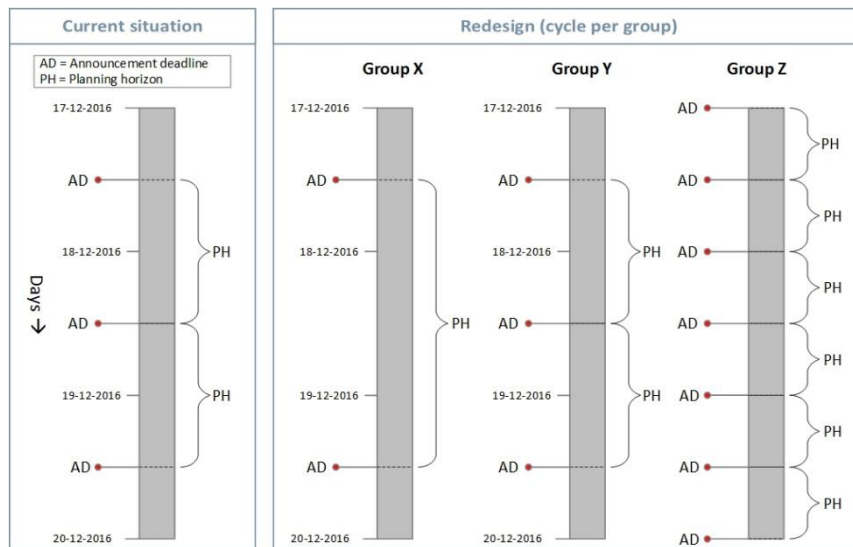 Current situation
AD = Announcement deadline
PH = Planning horizon
17-12-2016
AD
18-12-2016
PH
Days →
AD
19-12-2016
PH
AD
20-12-2016
Redesign (cycle per group)
Group X
17-12-2016
AD
18-12-2016
PH
19-12-2016
AD
20-12-2016
Group Y
17-12-2016
AD
18-12-2016
PH
AD
19-12-2016
PH
AD
20-12-2016
Group Z
AD
PH
AD
PH
AD
PH
AD
PH
AD
PH
AD
PH
AD